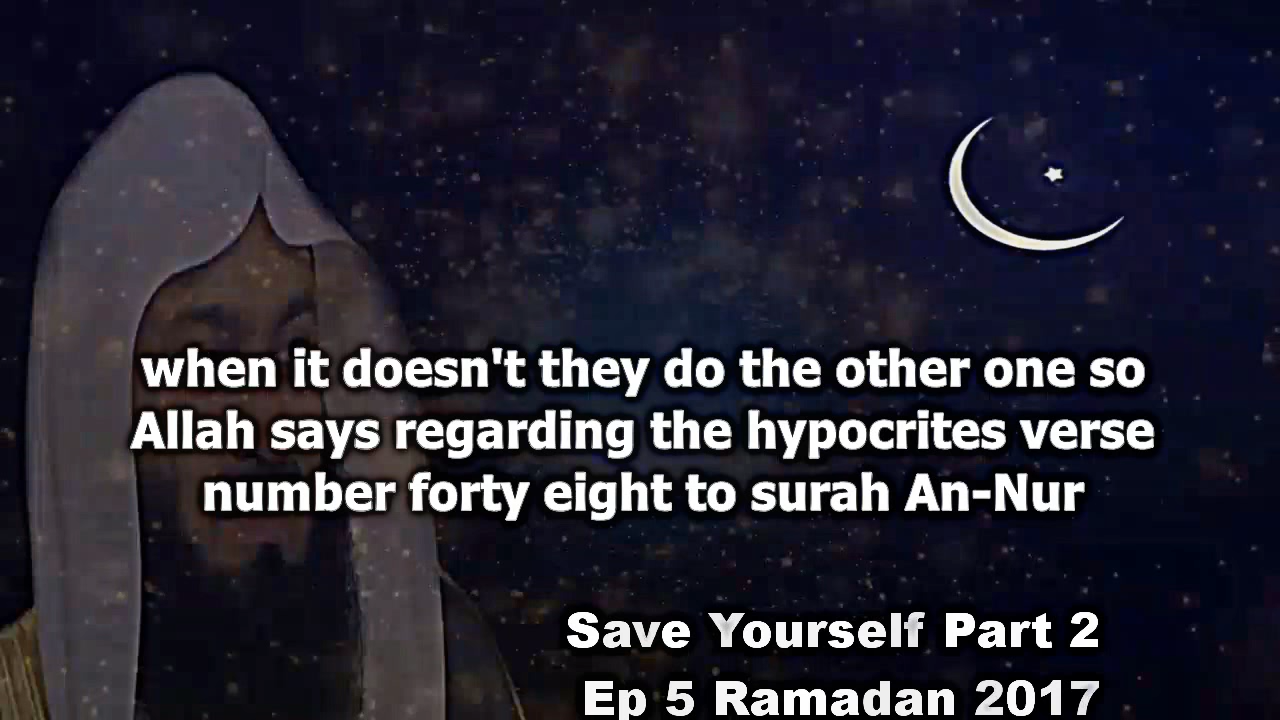 when it doesn't they do the other one so
Allah says regarding the hypocrites verse
number forty eight to surah An-Nur
Save Yourself Part 2
Ep 5 Ramadan 2017